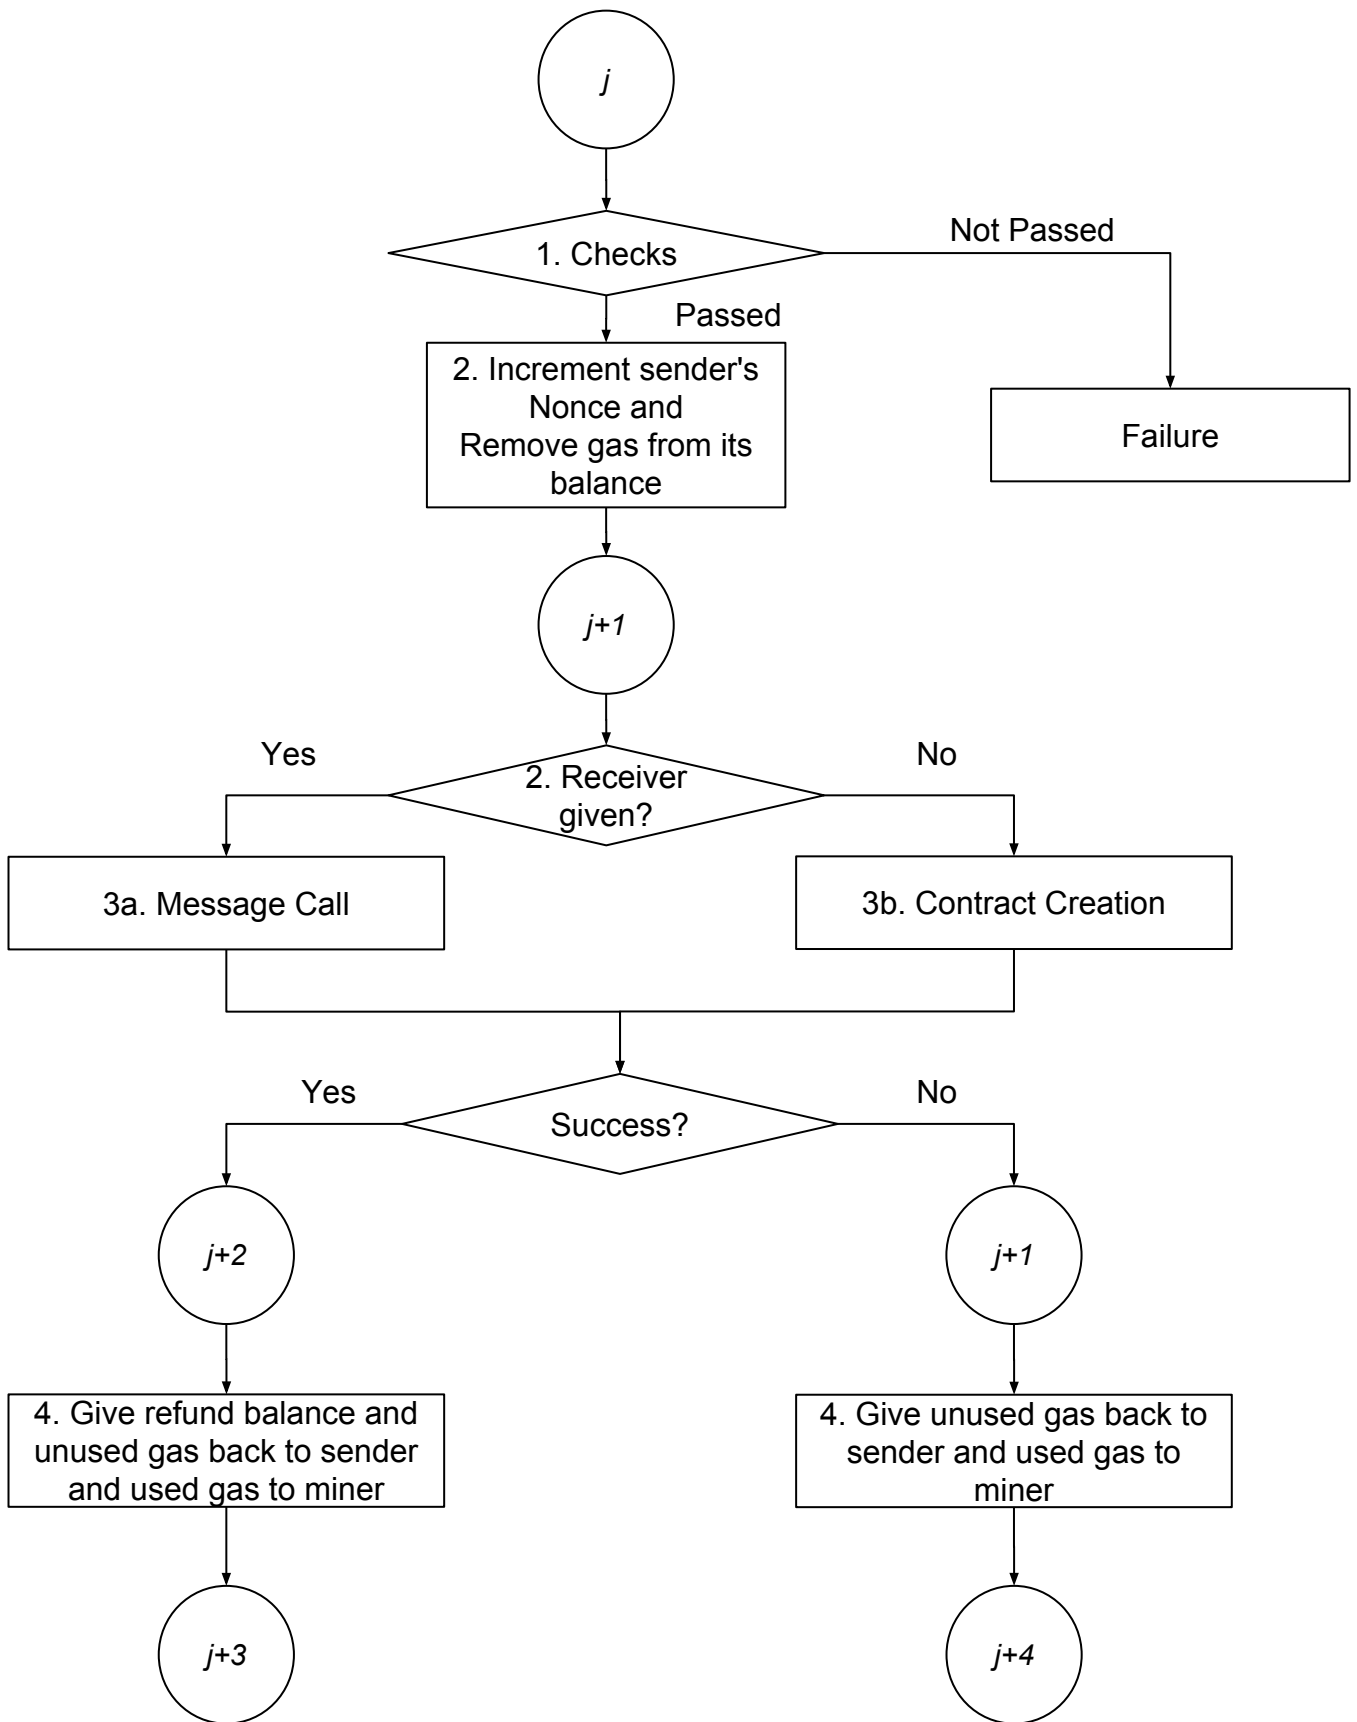 j
1. Checks
Not Passed
Passed
2. Increment sender's
Nonce and
Remove gas from its
balance
Failure
j+1
Yes
No
2. Receiver
given?
3a. Message Call
3b. Contract Creation
Yes
No
Success?
j+2
j+1
4. Give refund balance and
unused gas back to sender
and used gas to miner
4. Give unused gas back to
sender and used gas to
miner
j+3
j+4